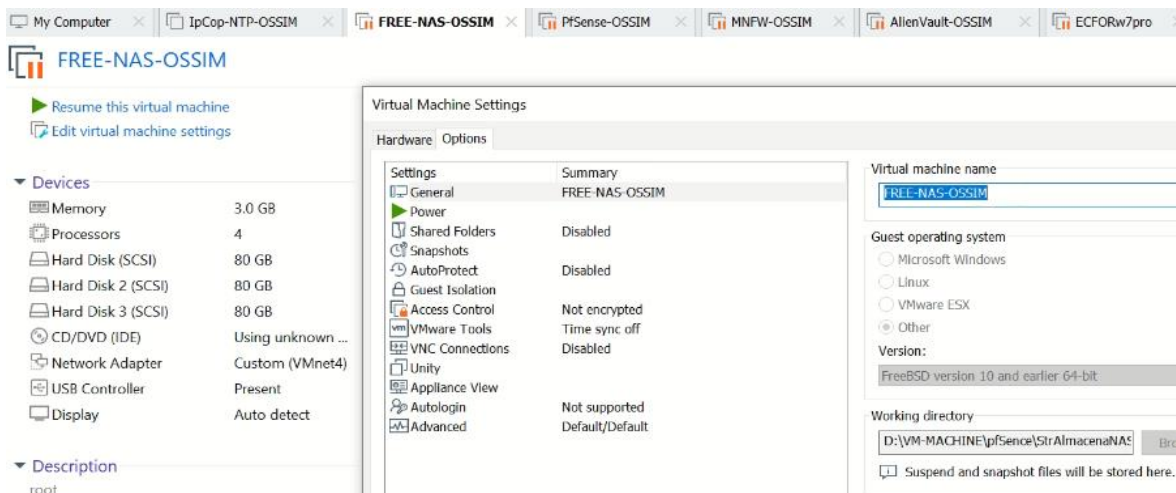 My Computer
IpCop-NTP-OSSIM
FREE-NAS-OSSIM
PfSense-OSSIM
MNFW-OSSIM
AlienVault-OSSIM
ECFORw7pro
FREE-NAS-OSSIM
Resume this virtual machine
Edit virtual machine settings
Devices
Memory 3.0 GB
Processors 4
Hard Disk (SCSI) 80 GB
Hard Disk 2 (SCSI) 80 GB
Hard Disk 3 (SCSI) 80 GB
CD/DVD (IDE) Using unknown ...
Network Adapter Custom (VMnet4)
USB Controller Present
Display Auto detect
Description
root
Virtual Machine Settings
Hardware Options
Settings Summary
General FREE-NAS-OSSIM
Power
Shared Folders Disabled
Snapshots
AutoProtect Disabled
Guest Isolation
Access Control Not encrypted
vm VMware Tools Time sync off
VNC Connections Disabled
Unity
Appliance View
Autologin Not supported
Advanced Default/Default
Virtual machine name
FREE-NAS-OSSIM
Guest operating system
Microsoft Windows
Linux
VMware ESX
Other
Version:
FreeBSD version 10 and earlier 64-bit
Working directory
D:\VM-MACHINE\pfSence\StrAlmacenaNAS
Bro
Suspend and snapshot files will be stored here.